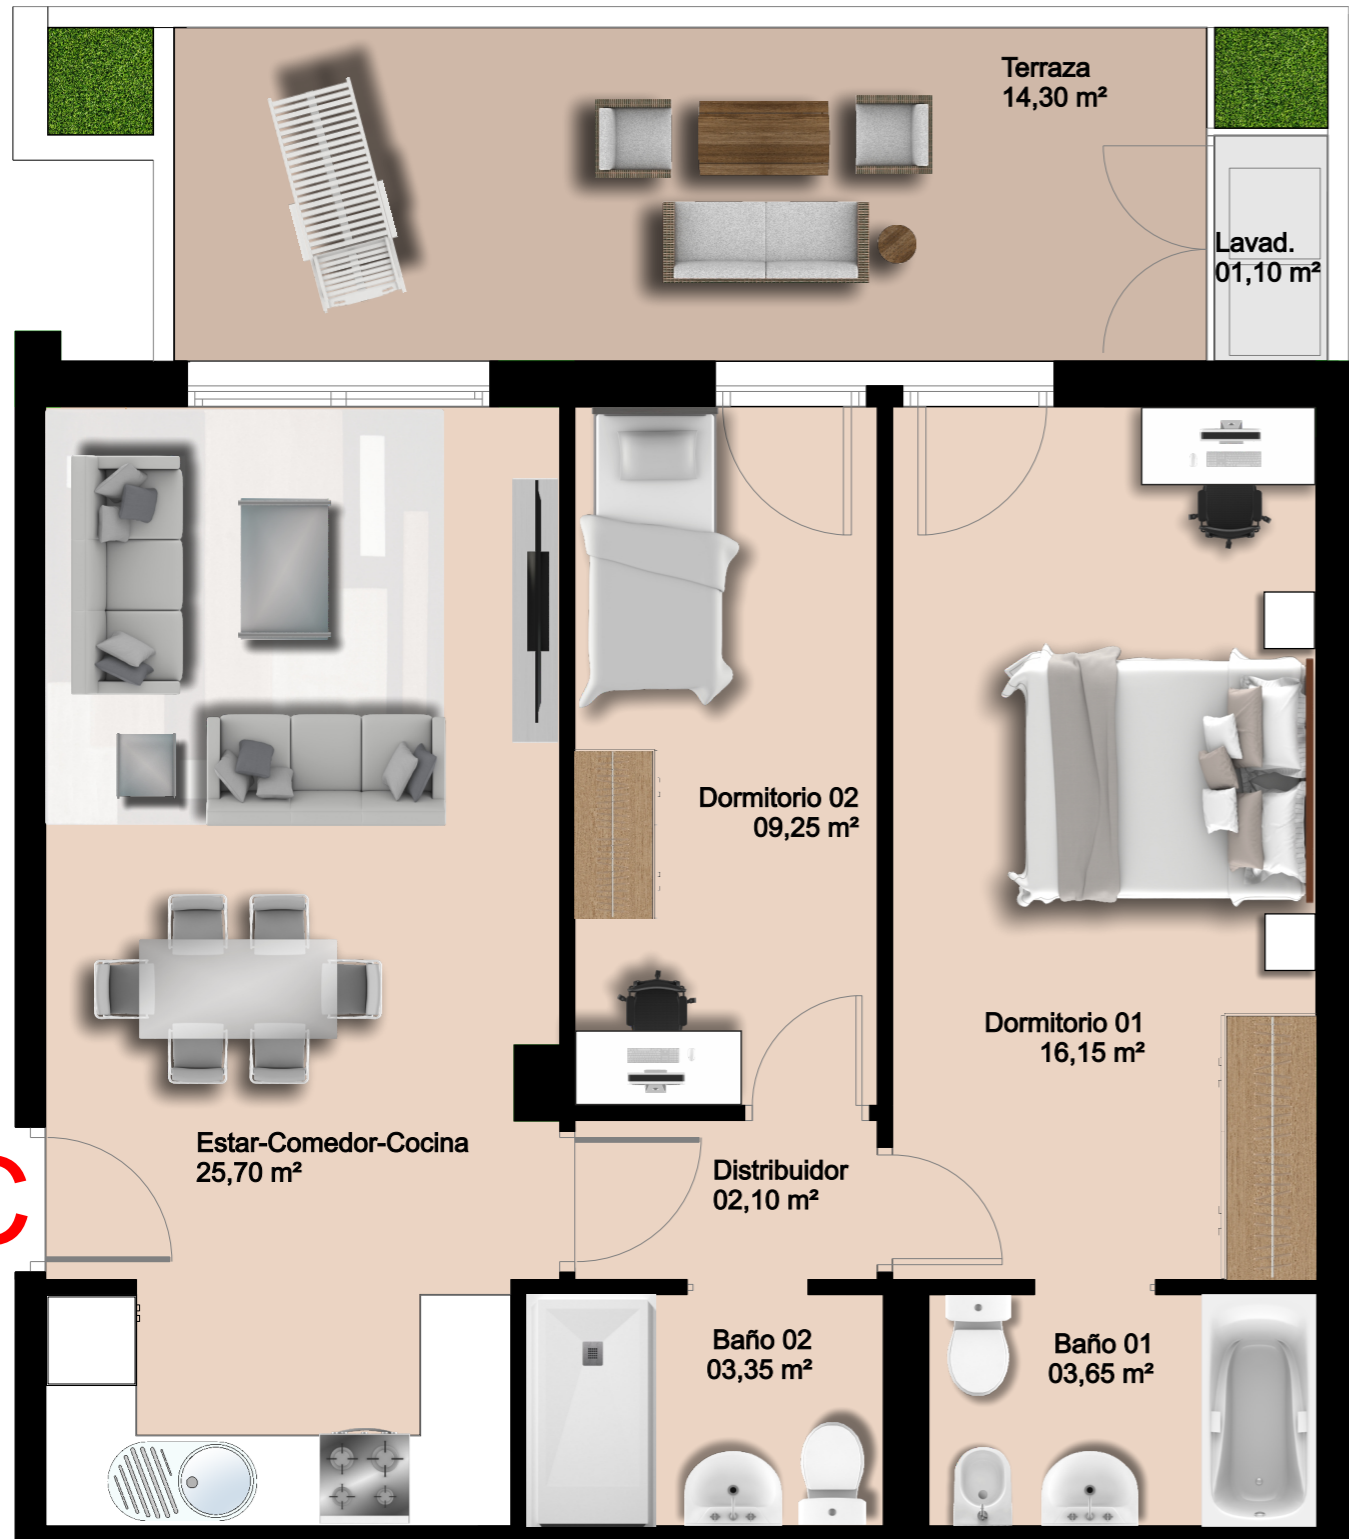 Terraza
14,30 m²
Lavad.
01,10 m²
Dormitorio 02
09,25 m²
Dormitorio 01
16,15 m²
Estar-Comedor-Cocina
25,70 m²
Distribuidor
02,10 m²
C
Baño 02
03,35 m²
Baño 01
03,65 m²